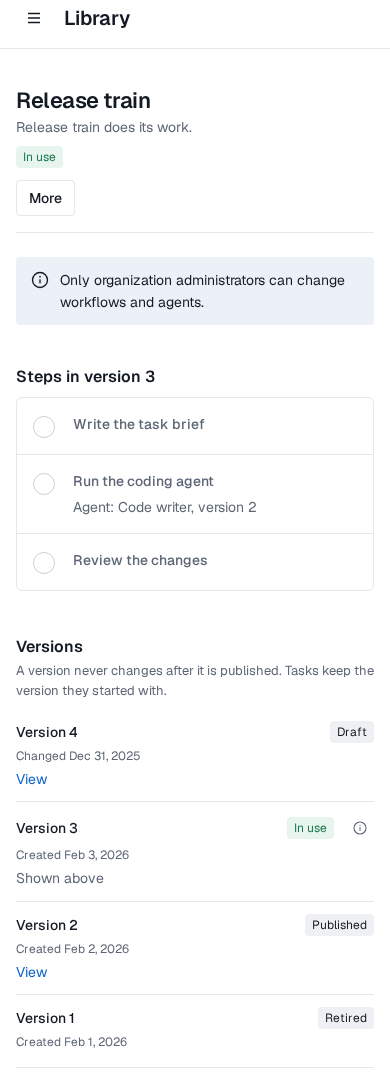 Library
Release train
Release train does its work.
In use
More
Only organization administrators can change
workflows and agents.
Steps in version 3
Write the task brief
Run the coding agent
Agent: Code writer, version 2
Review the changes
Versions
A version never changes after it is published. Tasks keep the
version they started with.
Version 4
Draft
Changed Dec 31, 2025
View
Version 3
In use
Created Feb 3, 2026
Shown above
Version 2
Published
Created Feb 2, 2026
View
Version 1
Retired
Created Feb 1, 2026